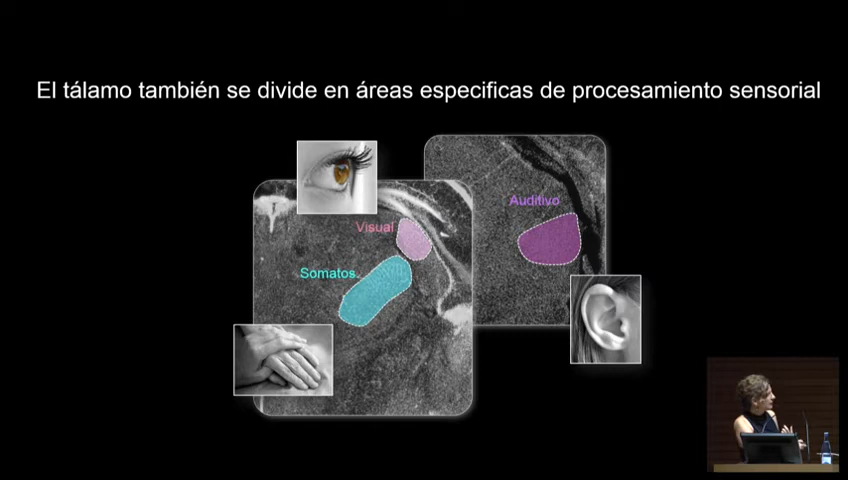 El tálamo también se divide en áreas especificas de procesamiento sensorial
Auditivo
Visual
Somatos.